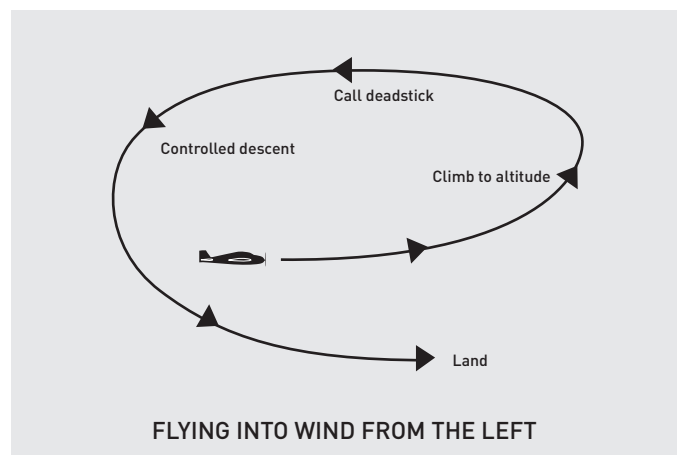 Call deadstick
Controlled descent
Climb to altitude
Land
FLYING INTO WIND FROM THE LEFT